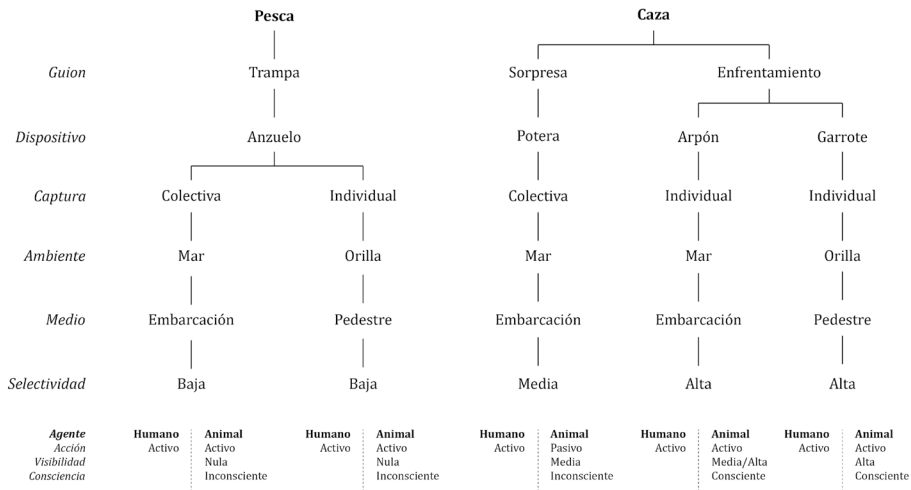 Pesca Caza
Guion Trampa Sorpresa Enfrentamiento
Dispositivo Anzuelo Potera Arpón Garrote
Captura Colectiva Individual Colectiva Individual Individual
Ambiente Mar Orilla Mar Mar Orilla
Medio Embarcación Pedestre Embarcación Embarcación Pedestre
Selectividad Baja Baja Media Alta Alta
Agente Humano Animal Humano Animal Humano Animal Humano Animal Humano Animal
Acción Activo Activo Activo Activo Activo Pasivo Activo Activo Activo Activo
Visibilidad Nula Nula Media Media/Alta Alta
Consciencia Inconsciente Inconsciente Inconsciente Consciente Consciente